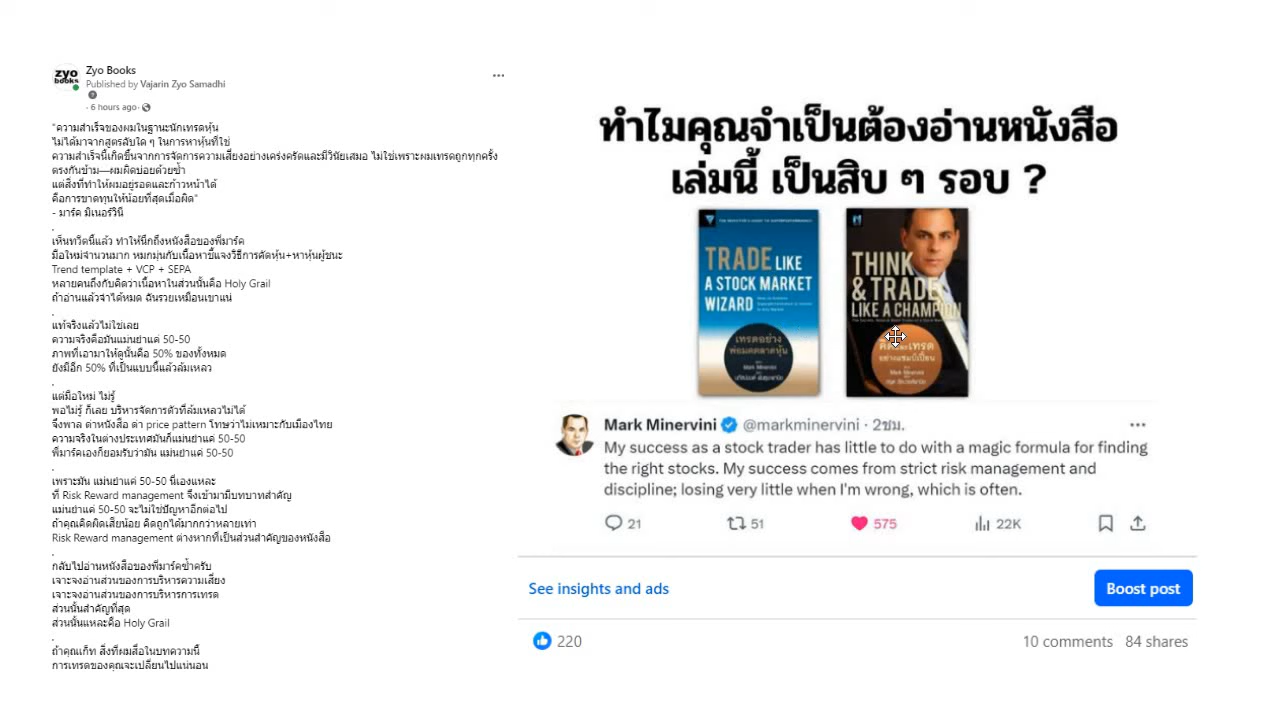 Zyo Books
Published by Vajarin Zyo Samadhi
· 6 hours ago ·
"ความสำเร็จของผมในฐานะนักเทรดหุ้น
ไม่ได้มาจากสูตรลับใด ๆ ในการหาหุ้นที่ใช่
ความสำเร็จนี้เกิดขึ้นจากการจัดการความเสี่ยงอย่างเคร่งครัดและมีวินัยเสมอ ไม่ใช่เพราะผมเทรดถูกทุกครั้ง
ตรงกันข้าม—ผมผิดบ่อยด้วยซ้ำ
แต่สิ่งที่ทำให้ผมอยู่รอดและก้าวหน้าได้
คือการขาดทุนให้น้อยที่สุดเมื่อผิด"
- มาร์ค มิเนอร์วินี
.
เห็นทวีตนี้แล้ว ทำให้นึกถึงหนังสือของพี่มาร์ค
มือใหม่จำนวนมาก หมกมุ่นกับเนื้อหาชี้แจงวิธีการคัดหุ้น+หาหุ้นผู้ชนะ
Trend template + VCP + SEPA
หลายคนถึงกับคิดว่าเนื้อหาในส่วนนั้นคือ Holy Grail
ถ้าอ่านแล้วจำได้หมด ฉันรวยเหมือนเขาแน่
.
แท้จริงแล้วไม่ใช่เลย
ความจริงคือมันแม่นยำแค่ 50-50
ภาพที่เอามาให้ดูนั้นคือ 50% ของทั้งหมด
ยังมีอีก 50% ที่เป็นแบบนี้แล้วล้มเหลว
.
แต่มือใหม่ ไม่รู้
พอไม่รู้ ก็เลย บริหารจัดการตัวที่ล้มเหลวไม่ได้
จึงพาล ด่าหนังสือ ด่า price pattern โทษว่าไม่เหมาะกับเมืองไทย
ความจริงในต่างประเทศมันก็แม่นยำแค่ 50-50
พี่มาร์คเองก็ยอมรับว่ามัน แม่นยำแค่ 50-50
.
เพราะมัน แม่นยำแค่ 50-50 นี่เองแหละ
ที่ Risk Reward management จึงเข้ามามีบทบาทสำคัญ
แม่นยำแค่ 50-50 จะไม่ใช่ปัญหาอีกต่อไป
ถ้าคุณคิดผิดเสียน้อย คิดถูกได้มากกว่าหลายเท่า
Risk Reward management ต่างหากที่เป็นส่วนสำคัญของหนังสือ
.
กลับไปอ่านหนังสือของพี่มาร์คซ้ำครับ
เจาะจงอ่านส่วนของการบริหารความเสี่ยง
เจาะจงอ่านส่วนของการบริหารการเทรด
ส่วนนั้นสำคัญที่สุด
ส่วนนั้นแหละคือ Holy Grail
.
ถ้าคุณเก็ท สิ่งที่ผมสื่อในบทความนี้
การเทรดของคุณจะเปลี่ยนไปแน่นอน
ทำไมคุณจำเป็นต้องอ่านหนังสือ
เล่มนี้ เป็นสิบ ๆ รอบ ?
TRADE LIKE
A STOCK MARKET
WIZARD
เทรดอย่าง
พ่อมดตลาดหุ้น
Mark Minervini
THINK
& TRADE
LIKE A CHAMPION
อย่างแชมป์เปี้ยน
Mark Minervini
Mark Minervini @markminervini · 2ชม.
My success as a stock trader has little to do with a magic formula for finding
the right stocks. My success comes from strict risk management and
discipline; losing very little when I'm wrong, which is often.
21 51 575 22K
See insights and ads
Boost post
220
10 comments 84 shares